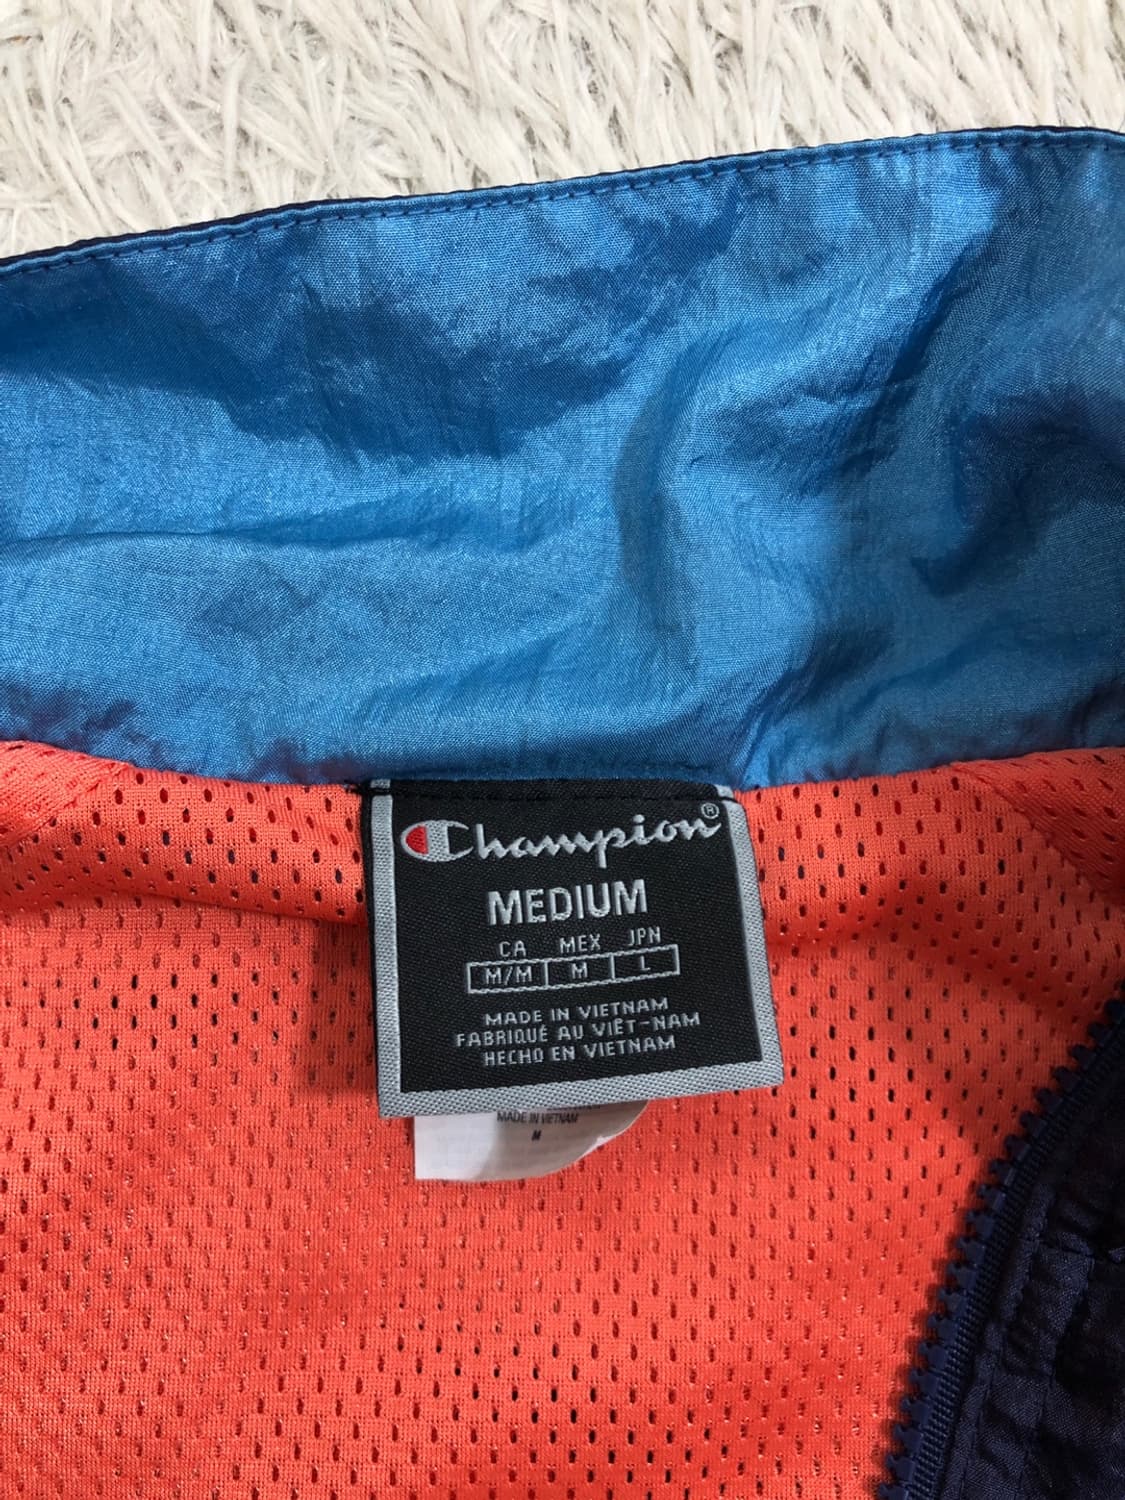 Champion®
MEDIUM
CA MEX JPN
M/M M L
MADE IN VIETNAM
FABRIQUÉ AU VIÊT-NAM
HECHO EN VIETNAM
MADE IN VIETNAM
M